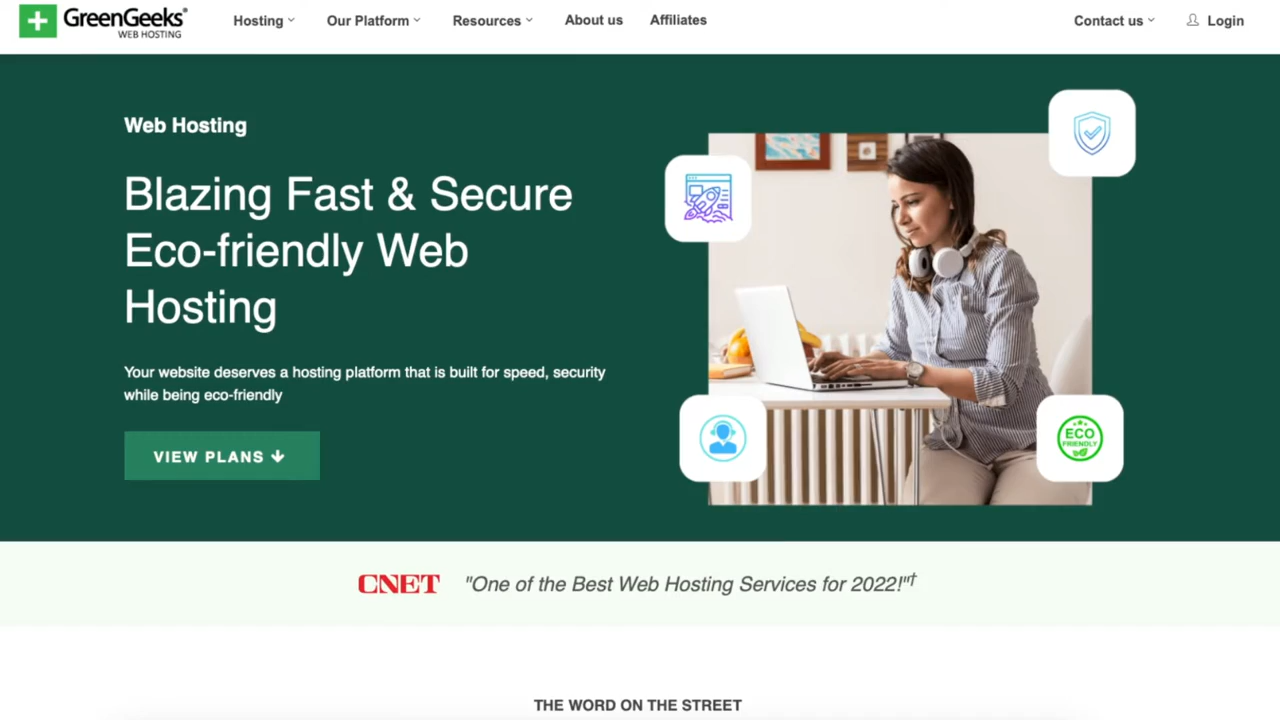 GreenGeeks®
WEB HOSTING
Hosting
Our Platform
Resources
About us
Affiliates
Contact us
Login
Web Hosting
Blazing Fast & Secure
Eco-friendly Web
Hosting
Your website deserves a hosting platform that is built for speed, security
while being eco-friendly
VIEW PLANS
ECO
FRIENDLY
CNET
"One of the Best Web Hosting Services for 2022!"†
THE WORD ON THE STREET